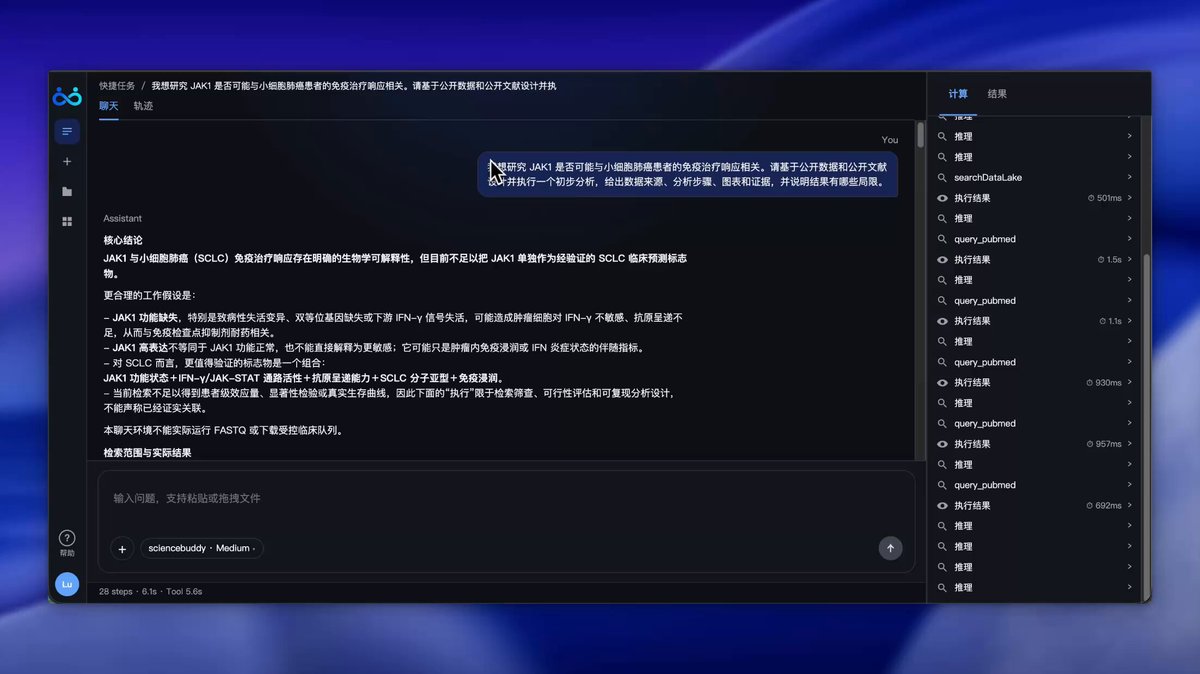 快捷任务 / 我想研究 JAK1 是否可能与小细胞肺癌患者的免疫治疗响应相关。请基于公开数据和公开文献设计并执
聊天 轨迹
You
想研究 JAK1 是否可能与小细胞肺癌患者的免疫治疗响应相关。请基于公开数据和公开文献
设计并执行一个初步分析，给出数据来源、分析步骤、图表和证据，并说明结果有哪些局限。
Assistant
核心结论
JAK1 与小细胞肺癌（SCLC）免疫治疗响应存在明确的生物学可解释性，但目前不足以把 JAK1 单独作为经验证的 SCLC 临床预测标志
物。
更合理的工作假设是：
– JAK1 功能缺失，特别是致病性失活变异、双等位基因缺失或下游 IFN-γ 信号失活，可能造成肿瘤细胞对 IFN-γ 不敏感、抗原呈递不
足，从而与免疫检查点抑制剂耐药相关。
– JAK1 高表达不等同于 JAK1 功能正常，也不能直接解释为更敏感；它可能只是肿瘤内免疫浸润或 IFN 炎症状态的伴随指标。
– 对 SCLC 而言，更值得验证的标志物是一个组合：
JAK1 功能状态＋IFN-γ/JAK-STAT 通路活性＋抗原呈递能力＋SCLC 分子亚型＋免疫浸润。
– 当前检索不足以得到患者级效应量、显著性检验或真实生存曲线，因此下面的“执行”限于检索筛查、可行性评估和可复现分析设计，
不能声称已经证实关联。
本聊天环境不能实际运行 FASTQ 或下载受控临床队列。
检索范围与实际结果
输入问题，支持粘贴或拖拽文件
+ sciencebuddy · Medium
28 steps · 6.1s · Tool 5.6s
帮助
Lu
计算 结果
推理
推理
推理
searchDataLake
执行结果 501ms
推理
query_pubmed
执行结果 1.5s
推理
query_pubmed
执行结果 1.1s
推理
query_pubmed
执行结果 930ms
推理
query_pubmed
执行结果 957ms
推理
query_pubmed
执行结果 692ms
推理
推理
推理
推理